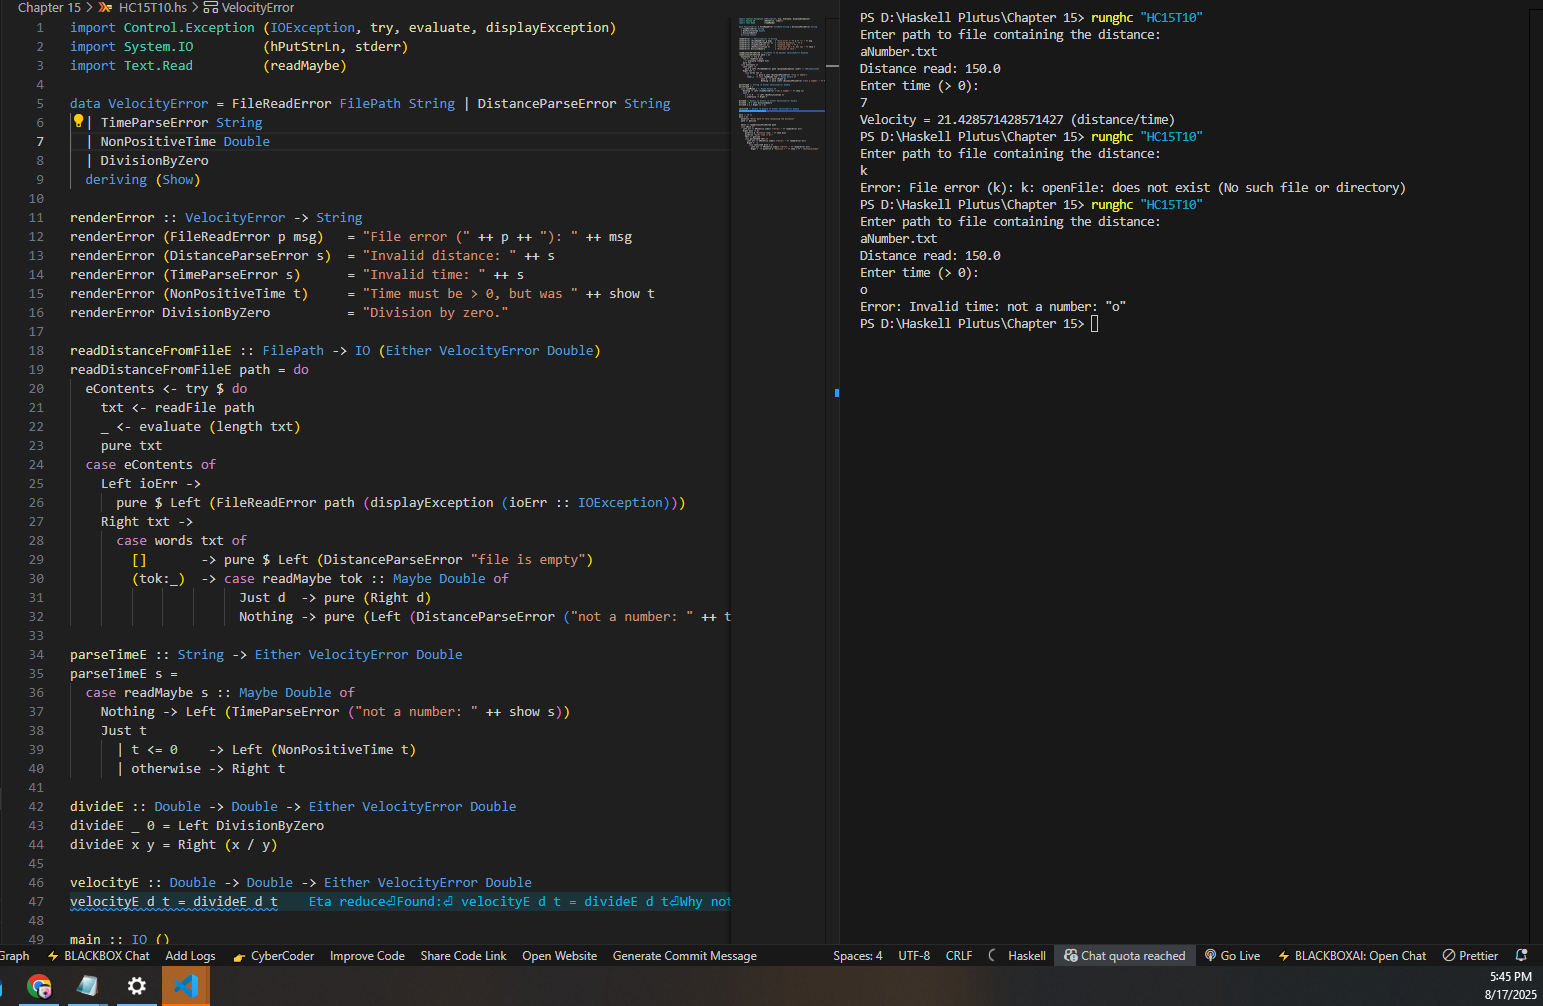 Chapter 15 > HC15T10.hs > VelocityError
1 import Control.Exception (IOException, try, evaluate, displayException)
2 import System.IO (hPutStrLn, stderr)
3 import Text.Read (readMaybe)
4
5 data VelocityError = FileReadError FilePath String | DistanceParseError String
6 | TimeParseError String
7 | NonPositiveTime Double
8 | DivisionByZero
9 deriving (Show)
10
11 renderError :: VelocityError -> String
12 renderError (FileReadError p msg) = "File error (" ++ p ++ "): " ++ msg
13 renderError (DistanceParseError s) = "Invalid distance: " ++ s
14 renderError (TimeParseError s) = "Invalid time: " ++ s
15 renderError (NonPositiveTime t) = "Time must be > 0, but was " ++ show t
16 renderError DivisionByZero = "Division by zero."
17
18 readDistanceFromFileE :: FilePath -> IO (Either VelocityError Double)
19 readDistanceFromFileE path = do
20 eContents <- try $ do
21 txt <- readFile path
22 _ <- evaluate (length txt)
23 pure txt
24 case eContents of
25 Left ioErr ->
26 pure $ Left (FileReadError path (displayException (ioErr :: IOException)))
27 Right txt ->
28 case words txt of
29 [] -> pure $ Left (DistanceParseError "file is empty")
30 (tok:_) -> case readMaybe tok :: Maybe Double of
31 Just d -> pure (Right d)
32 Nothing -> pure (Left (DistanceParseError ("not a number: " ++ t
33
34 parseTimeE :: String -> Either VelocityError Double
35 parseTimeE s =
36 case readMaybe s :: Maybe Double of
37 Nothing -> Left (TimeParseError ("not a number: " ++ show s))
38 Just t
39 | t <= 0 -> Left (NonPositiveTime t)
40 | otherwise -> Right t
41
42 divideE :: Double -> Double -> Either VelocityError Double
43 divideE _ 0 = Left DivisionByZero
44 divideE x y = Right (x / y)
45
46 velocityE :: Double -> Double -> Either VelocityError Double
47 velocityE d t = divideE d t Eta reduce⏎Found:⏎ velocityE d t = divideE d t⏎Why not
48
49 main :: IO ()
PS D:\Haskell Plutus\Chapter 15> runghc "HC15T10"
Enter path to file containing the distance:
aNumber.txt
Distance read: 150.0
Enter time (> 0):
7
Velocity = 21.428571428571427 (distance/time)
PS D:\Haskell Plutus\Chapter 15> runghc "HC15T10"
Enter path to file containing the distance:
k
Error: File error (k): k: openFile: does not exist (No such file or directory)
PS D:\Haskell Plutus\Chapter 15> runghc "HC15T10"
Enter path to file containing the distance:
aNumber.txt
Distance read: 150.0
Enter time (> 0):
o
Error: Invalid time: not a number: "o"
PS D:\Haskell Plutus\Chapter 15>
Graph BLACKBOX Chat Add Logs CyberCoder Improve Code Share Code Link Open Website Generate Commit Message Spaces: 4 UTF-8 CRLF Haskell Chat quota reached Go Live BLACKBOXAI: Open Chat Prettier
5:45 PM
8/17/2025